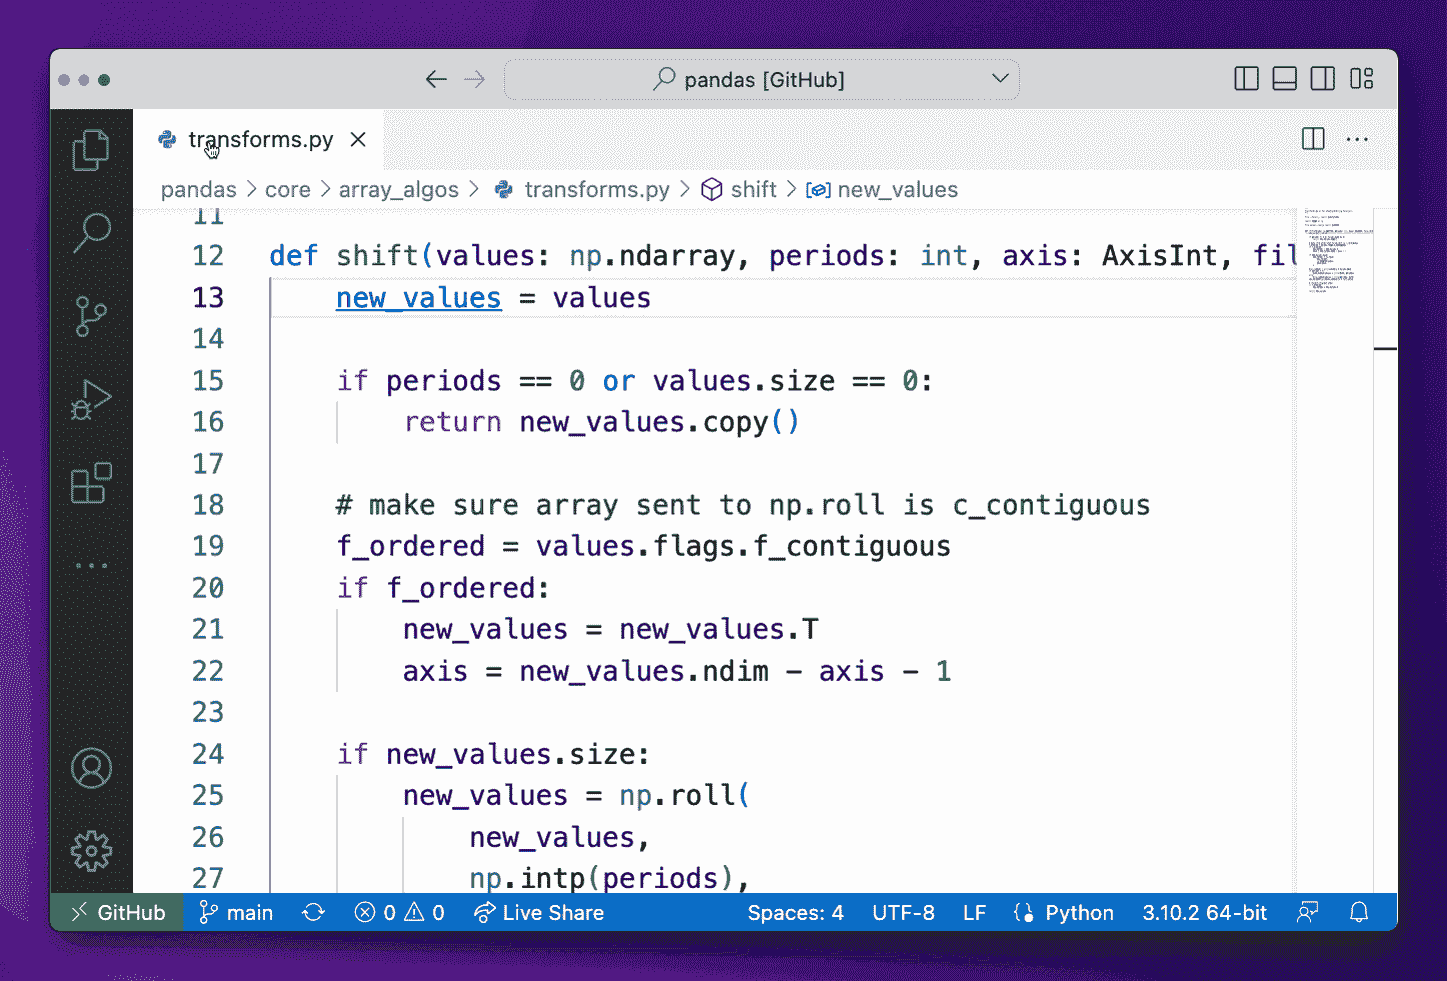 pandas [GitHub]
transforms.py
pandas > core > array_algos > transforms.py > shift > new_values
11
12 def shift(values: np.ndarray, periods: int, axis: AxisInt, fil
13 new_values = values
14
15 if periods == 0 or values.size == 0:
16 return new_values.copy()
17
18 # make sure array sent to np.roll is c_contiguous
19 f_ordered = values.flags.f_contiguous
20 if f_ordered:
21 new_values = new_values.T
22 axis = new_values.ndim - axis - 1
23
24 if new_values.size:
25 new_values = np.roll(
26 new_values,
27 np.intp(periods),
GitHub main 0 0 Live Share Spaces: 4 UTF-8 LF Python 3.10.2 64-bit